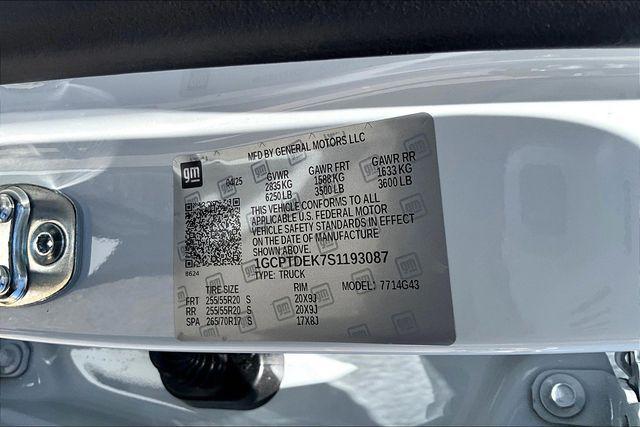 MFD BY GENERAL MOTORS LLC
gm
04/25
GVWR GAWR FRT GAWR RR
2835 KG 1588 KG 1633 KG
6250 LB 3500 LB 3600 LB
THIS VEHICLE CONFORMS TO ALL
APPLICABLE U.S. FEDERAL MOTOR
VEHICLE SAFETY STANDARDS IN EFFECT
ON THE DATE OF MANUFACTURE
SHOWN ABOVE.
1GCPTDEK7S1193087
8624
TYPE: TRUCK
TIRE SIZE RIM MODEL: 7714G43
FRT 255/55R20 S 20X9J
RR 255/55R20 S 20X9J
SPA 265/70R17 S 17X8J